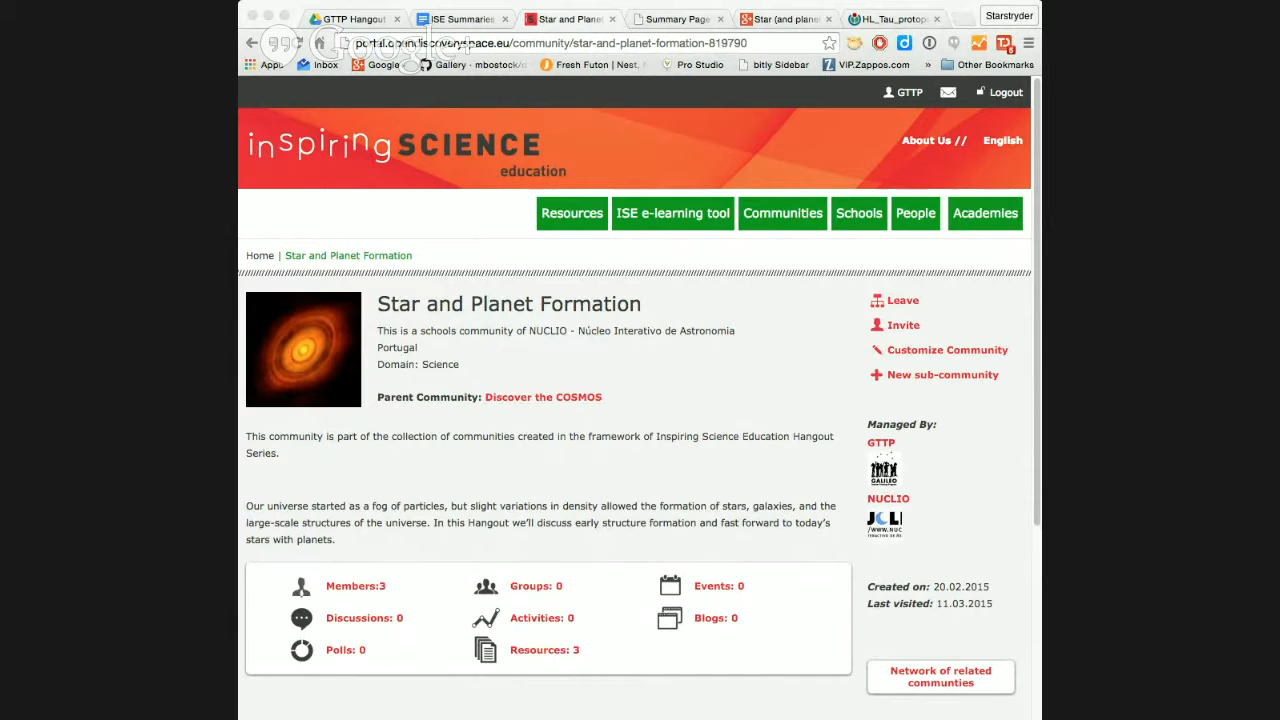 GTTP Hangout
ISE Summaries
Star and Planet
Summary Page
Star (and plane
HL_Tau_protop
Starstryder
portal.opendiscoveryspace.eu/community/star-and-planet-formation-819790
Google+
Apps
Inbox
Google
Gallery - mbostock/d
Fresh Futon | Nest,
Pro Studio
bitly Sidebar
VIP.Zappos.com
»
Other Bookmarks
GTTP
Logout
inspiring SCIENCE
education
About Us //
English
Resources
ISE e-learning tool
Communities
Schools
People
Academies
Home | Star and Planet Formation
Star and Planet Formation
This is a schools community of NUCLIO - Núcleo Interativo de Astronomia
Portugal
Domain: Science
Parent Community: Discover the COSMOS
Leave
Invite
Customize Community
New sub-community
This community is part of the collection of communities created in the framework of Inspiring Science Education Hangout
Series.
Our universe started as a fog of particles, but slight variations in density allowed the formation of stars, galaxies, and the
large-scale structures of the universe. In this Hangout we'll discuss early structure formation and fast forward to today's
stars with planets.
Managed By:
GTTP
GALILEO
NUCLIO
Members:3
Groups: 0
Events: 0
Discussions: 0
Activities: 0
Blogs: 0
Polls: 0
Resources: 3
Created on: 20.02.2015
Last visited: 11.03.2015
Network of related
communties